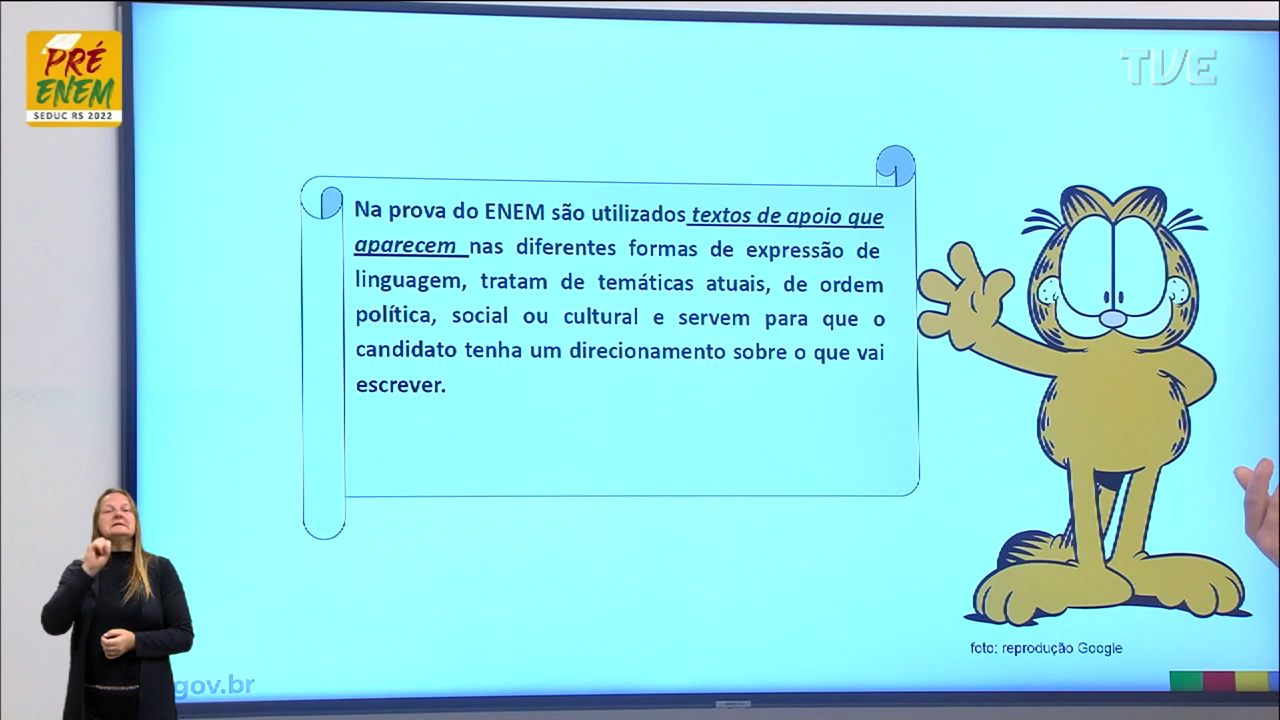 PRÉ
ENEM
SEDUC RS 2022
TVE
Na prova do ENEM são utilizados textos de apoio que
aparecem nas diferentes formas de expressão de
linguagem, tratam de temáticas atuais, de ordem
política, social ou cultural e servem para que o
candidato tenha um direcionamento sobre o que vai
escrever.
foto: reprodução Google
gov.br